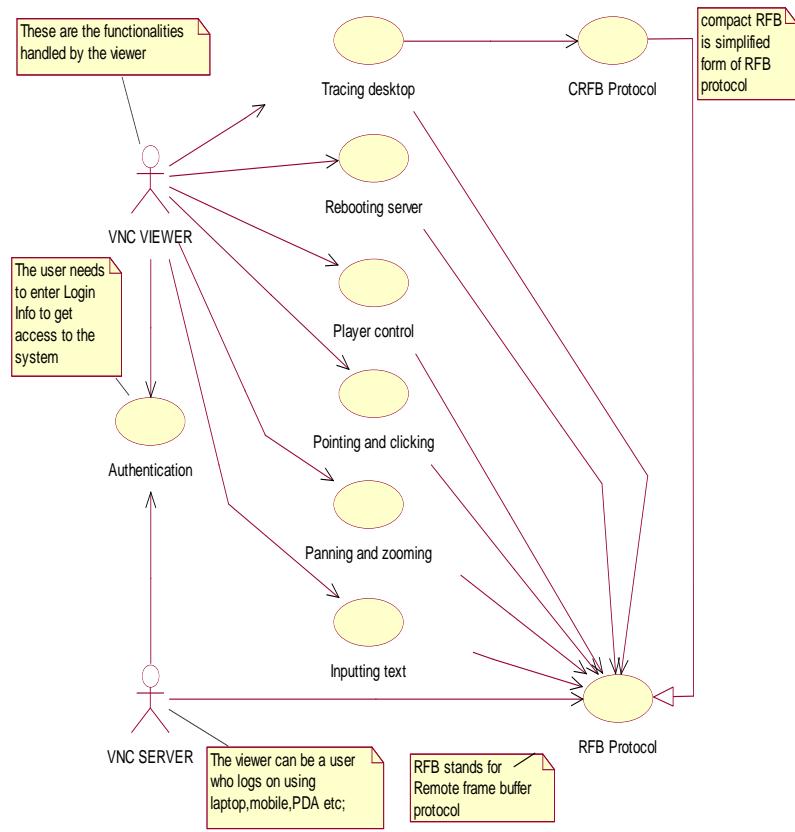 These are the functionalities
handled by the viewer
compact RFB
is simplified
form of RFB
protocol
Tracing desktop
CRFB Protocol
Rebooting server
VNC VIEWER
The user needs
to enter Login
Info to get
access to the
system
Player control
Pointing and clicking
Authentication
Panning and zooming
Inputting text
VNC SERVER
RFB Protocol
The viewer can be a user
who logs on using
laptop,mobile,PDA etc;
RFB stands for
Remote frame buffer
protocol